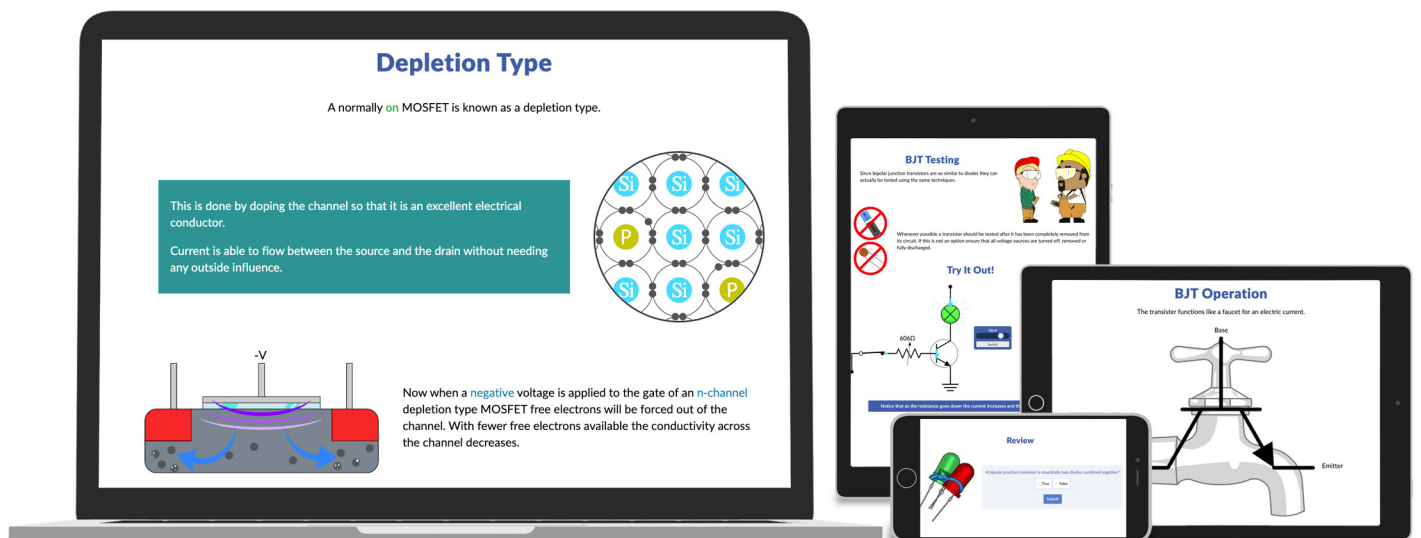 Depletion Type
A normally on MOSFET is known as a depletion type.
This is done by doping the channel so that it is an excellent electrical
conductor.
Current is able to flow between the source and the drain without needing
any outside influence.
Si
Si
Si
P
Si
Si
Si
Si
P
-V
Now when a negative voltage is applied to the gate of an n-channel
depletion type MOSFET free electrons will be forced out of the
channel. With fewer free electrons available the conductivity across
the channel decreases.
BJT Testing
Since bipolar junction transistors are so similar to diodes they can
actually be tested using the same techniques.
Whenever possible a transistor should be tested after it has been completely removed from
its circuit. If this is not an option ensure that all voltage sources are turned off, removed or
fully discharged.
Try It Out!
606Ω
Signal
Switch
Notice that as the resistance goes down the current increases and th
BJT Operation
The transister functions like a faucet for an electric current.
Base
Emitter
Review
A bipolar junction transistor is essentially two diodes combined together?
True False
Submit